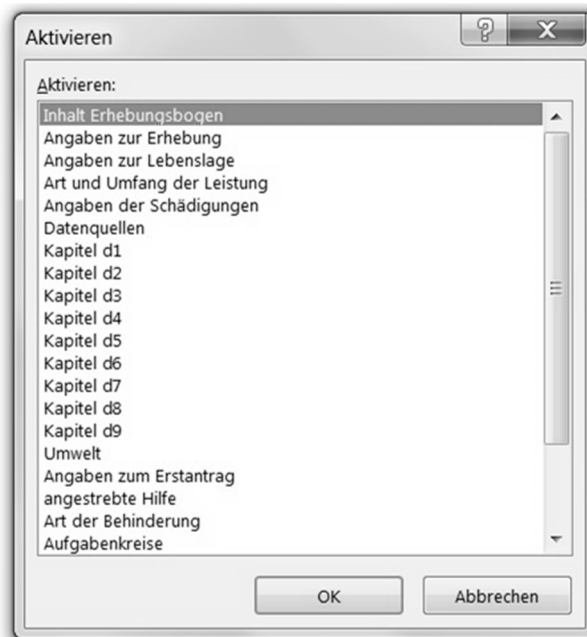 Aktivieren
Aktivieren:
Inhalt Erhebungsbogen
Angaben zur Erhebung
Angaben zur Lebenslage
Art und Umfang der Leistung
Angaben der Schädigungen
Datenquellen
Kapitel d1
Kapitel d2
Kapitel d3
Kapitel d4
Kapitel d5
Kapitel d6
Kapitel d7
Kapitel d8
Kapitel d9
Umwelt
Angaben zum Erstantrag
angestrebte Hilfe
Art der Behinderung
Aufgabenkreise
OK Abbrechen